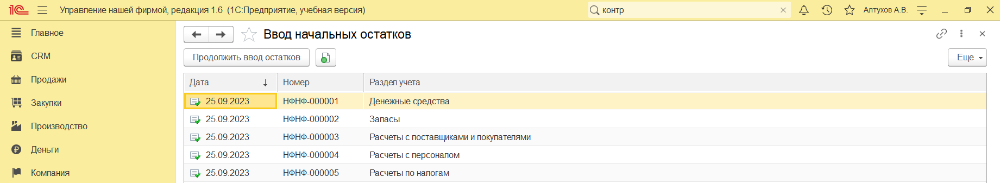 1С Управление нашей фирмой, редакция 1.6 (1С:Предприятие, учебная версия) контр Алтухов А.В.
Главное
CRM
Продажи
Закупки
Производство
Деньги
Компания
Ввод начальных остатков
Продолжить ввод остатков Еще
Дата Номер Раздел учета
25.09.2023 НФНФ-000001 Денежные средства
25.09.2023 НФНФ-000002 Запасы
25.09.2023 НФНФ-000003 Расчеты с поставщиками и покупателями
25.09.2023 НФНФ-000004 Расчеты с персоналом
25.09.2023 НФНФ-000005 Расчеты по налогам